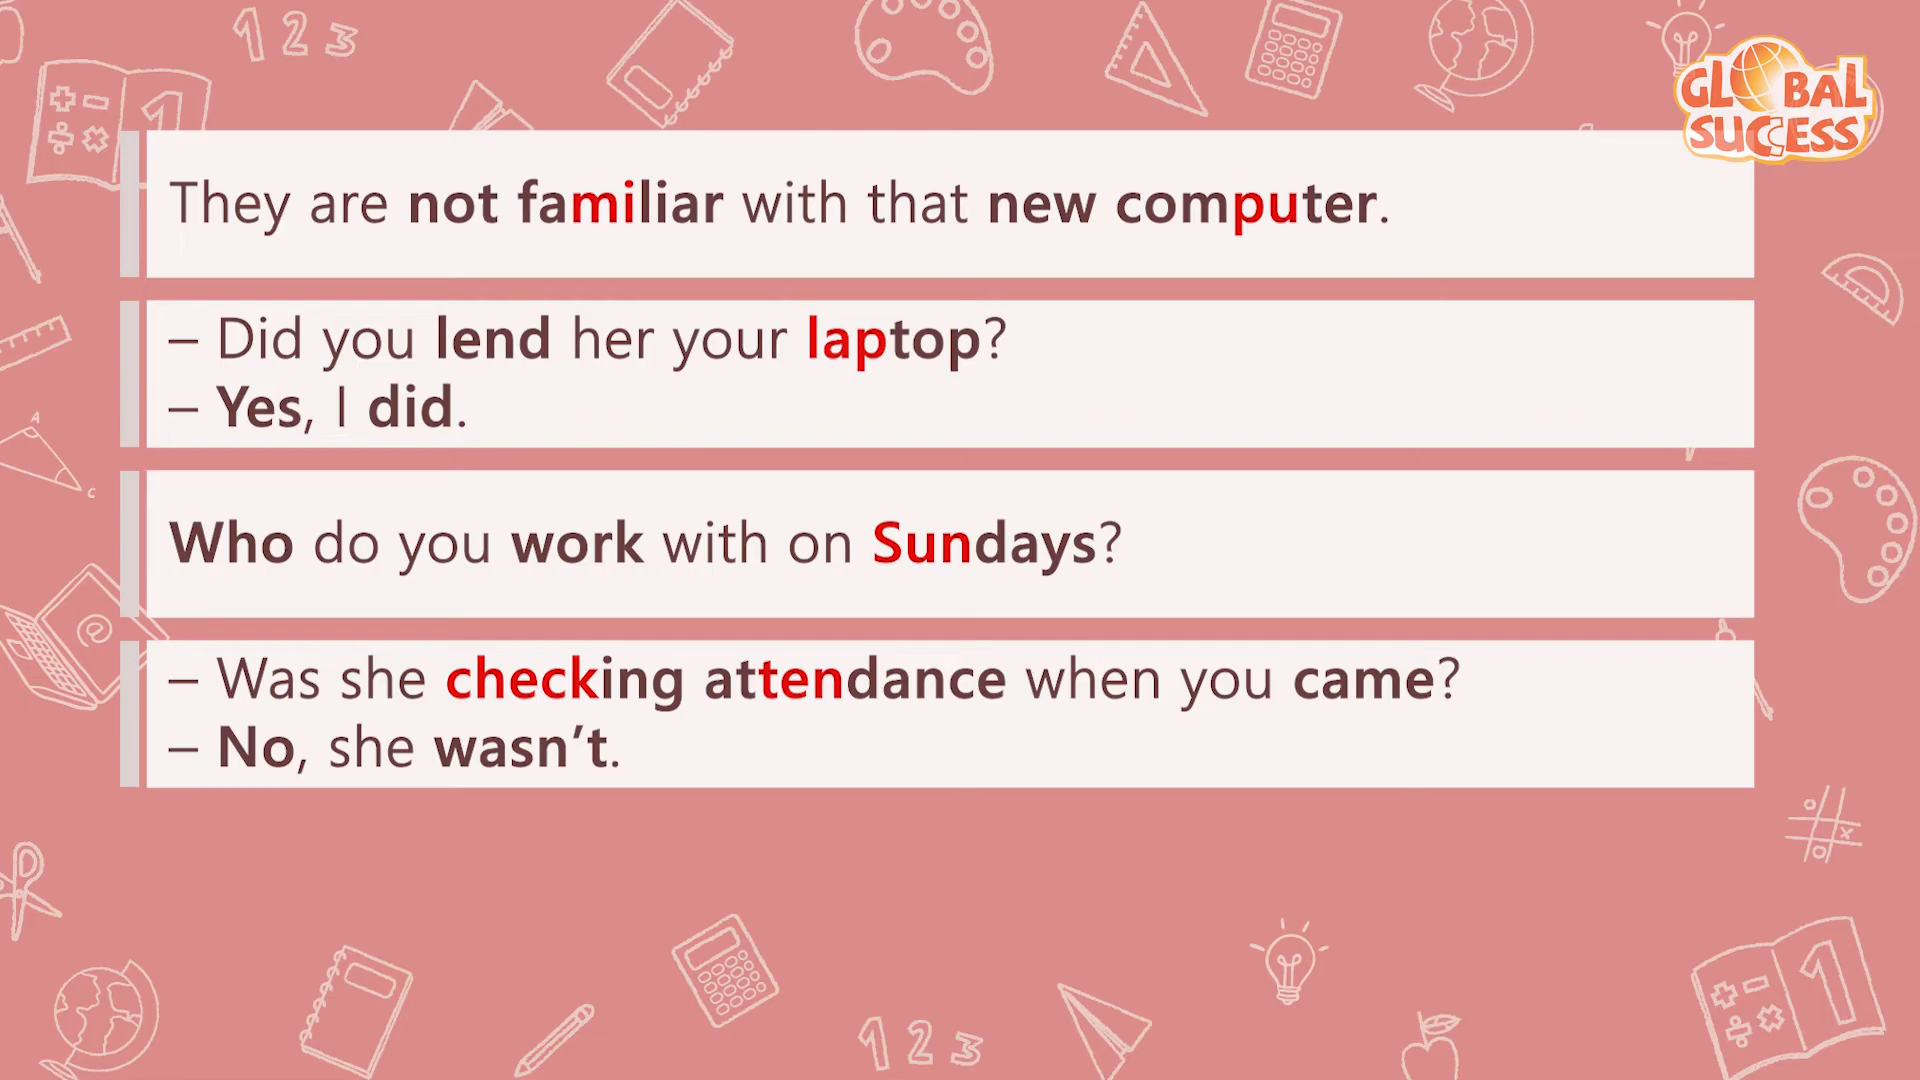 1 2 3
1
GLOBAL
SUCCESS
They are not familiar with that new computer.
– Did you lend her your laptop?
– Yes, I did.
A
C
Who do you work with on Sundays?
@
– Was she checking attendance when you came?
– No, she wasn’t.
1
1 2 3